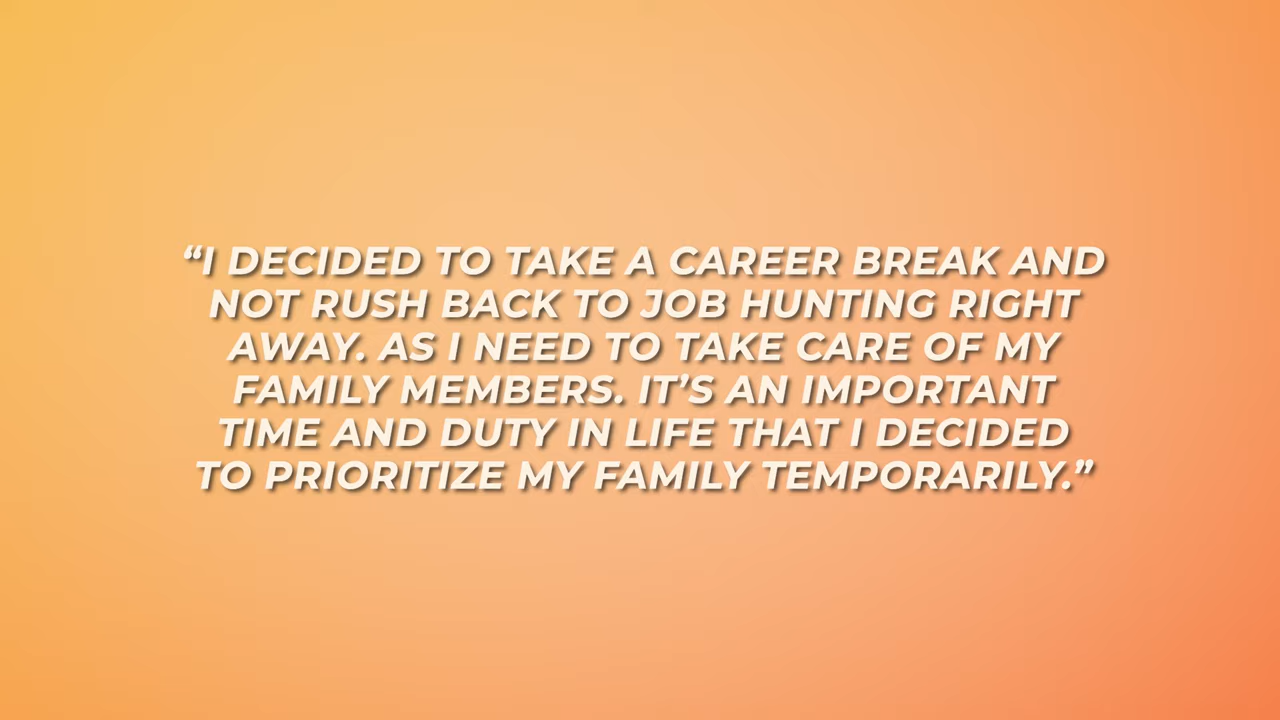 “I DECIDED TO TAKE A CAREER BREAK AND
NOT RUSH BACK TO JOB HUNTING RIGHT
AWAY. AS I NEED TO TAKE CARE OF MY
FAMILY MEMBERS. IT’S AN IMPORTANT
TIME AND DUTY IN LIFE THAT I DECIDED
TO PRIORITIZE MY FAMILY TEMPORARILY.”